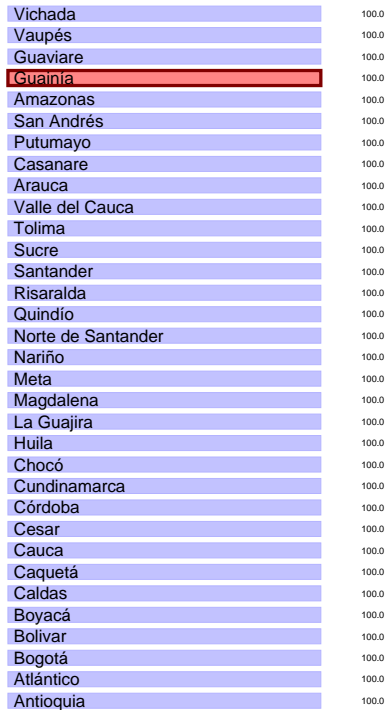 Vichada 100.0
Vaupés 100.0
Guaviare 100.0
Guainía 100.0
Amazonas 100.0
San Andrés 100.0
Putumayo 100.0
Casanare 100.0
Arauca 100.0
Valle del Cauca 100.0
Tolima 100.0
Sucre 100.0
Santander 100.0
Risaralda 100.0
Quindío 100.0
Norte de Santander 100.0
Nariño 100.0
Meta 100.0
Magdalena 100.0
La Guajira 100.0
Huila 100.0
Chocó 100.0
Cundinamarca 100.0
Córdoba 100.0
Cesar 100.0
Cauca 100.0
Caquetá 100.0
Caldas 100.0
Boyacá 100.0
Bolivar 100.0
Bogotá 100.0
Atlántico 100.0
Antioquia 100.0